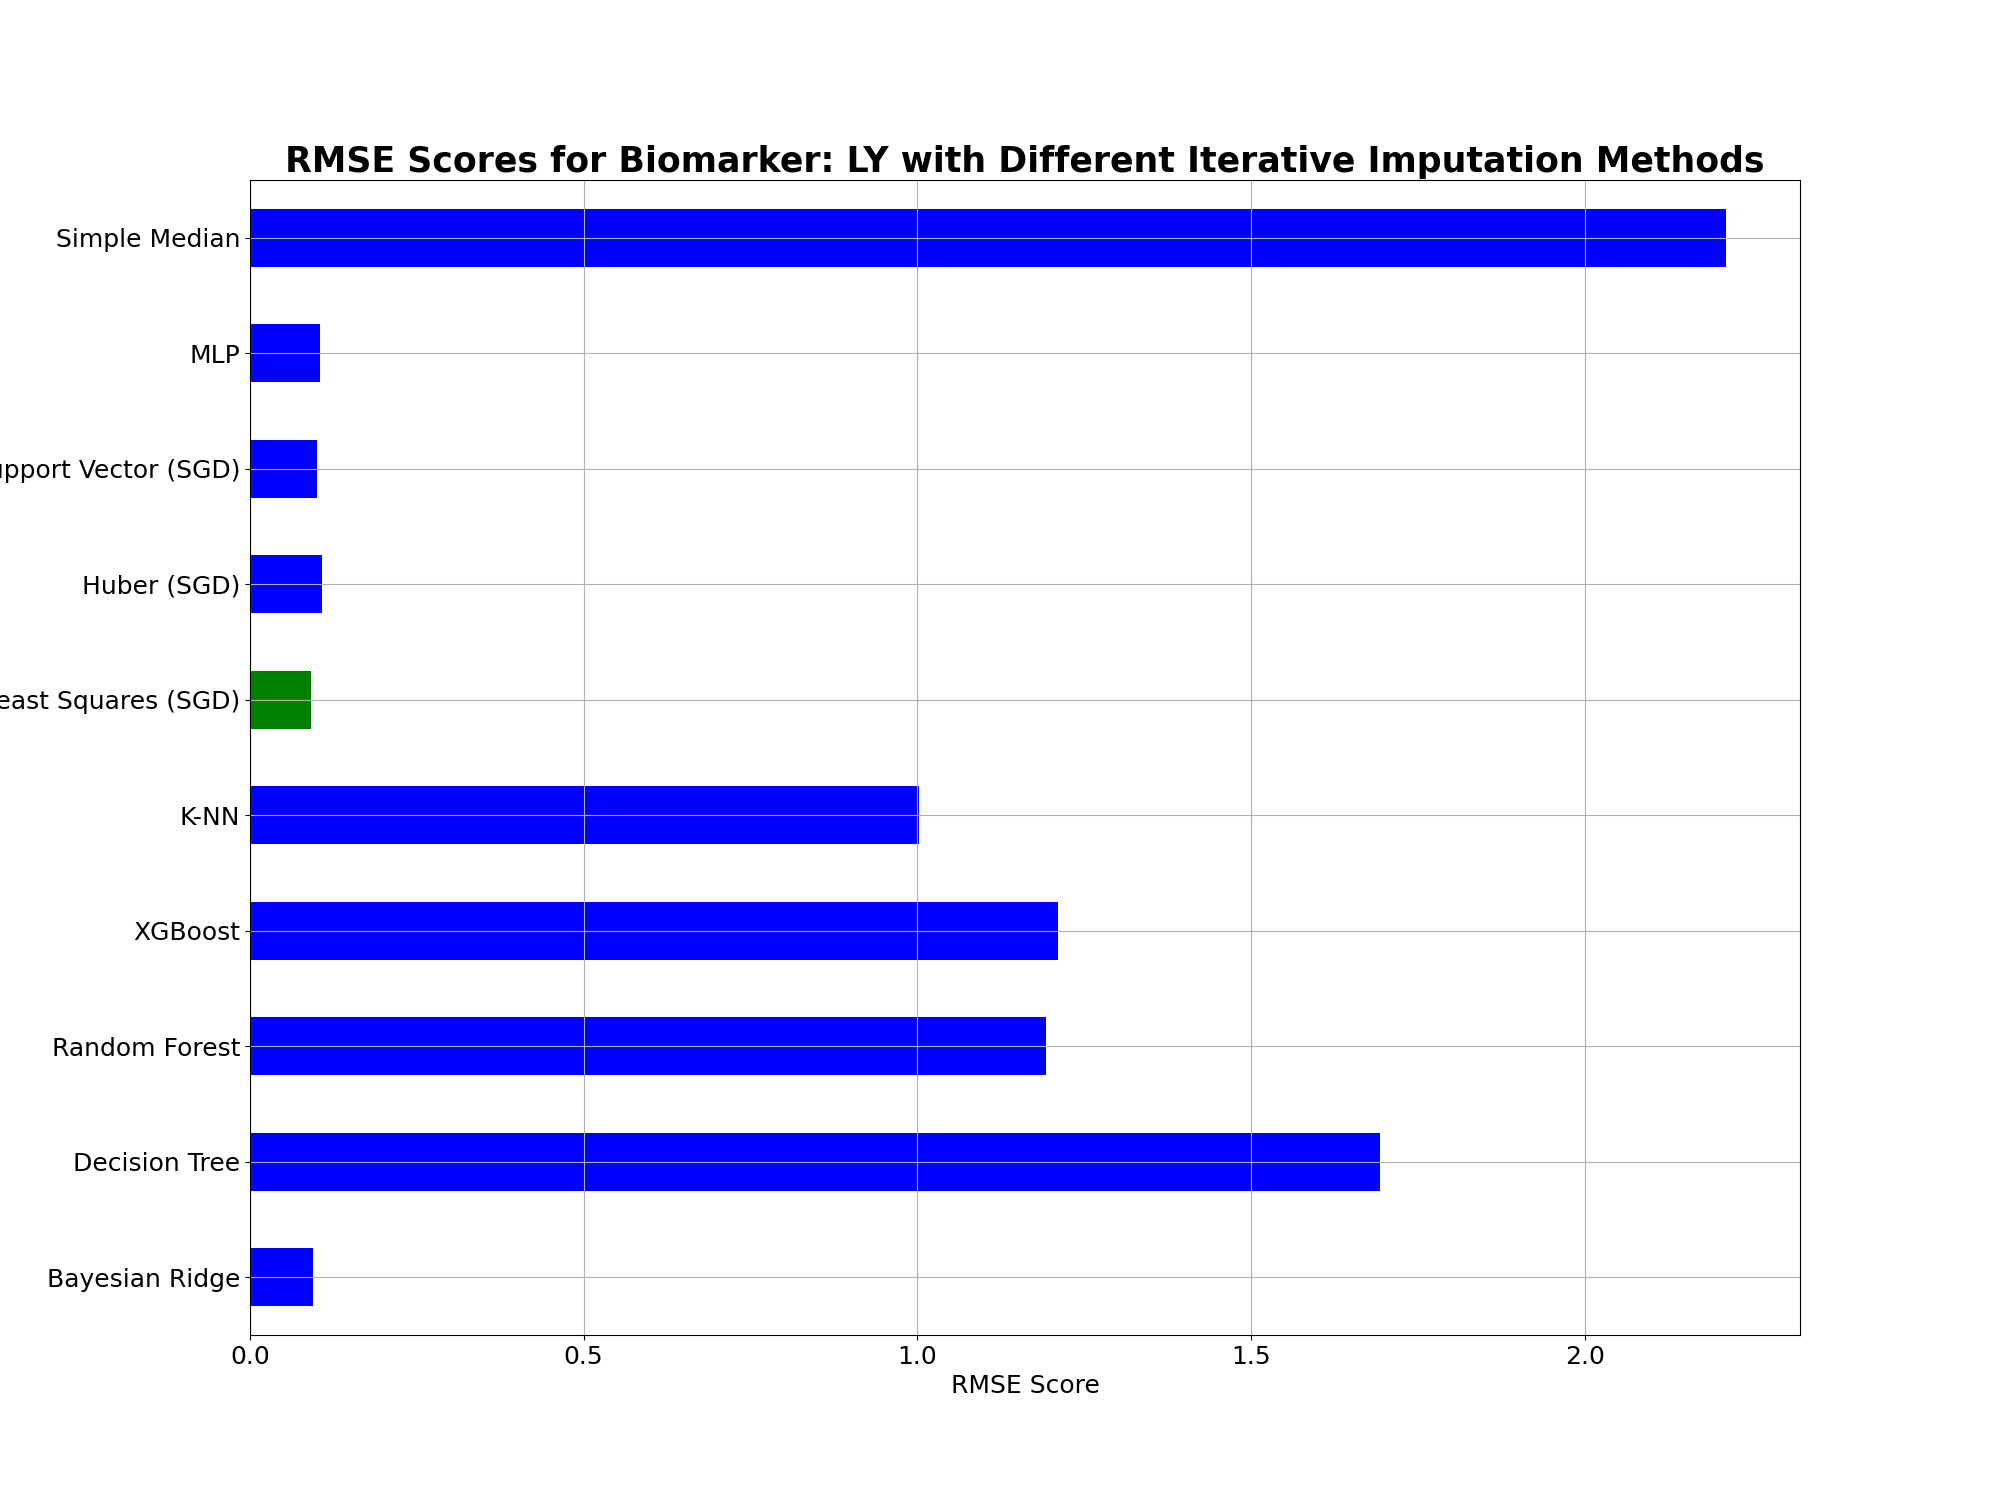 RMSE Scores for Biomarker: LY with Different Iterative Imputation Methods
Simple Median
MLP
upport Vector (SGD)
Huber (SGD)
east Squares (SGD)
K-NN
XGBoost
Random Forest
Decision Tree
Bayesian Ridge
0.0 0.5 1.0 1.5 2.0
RMSE Score